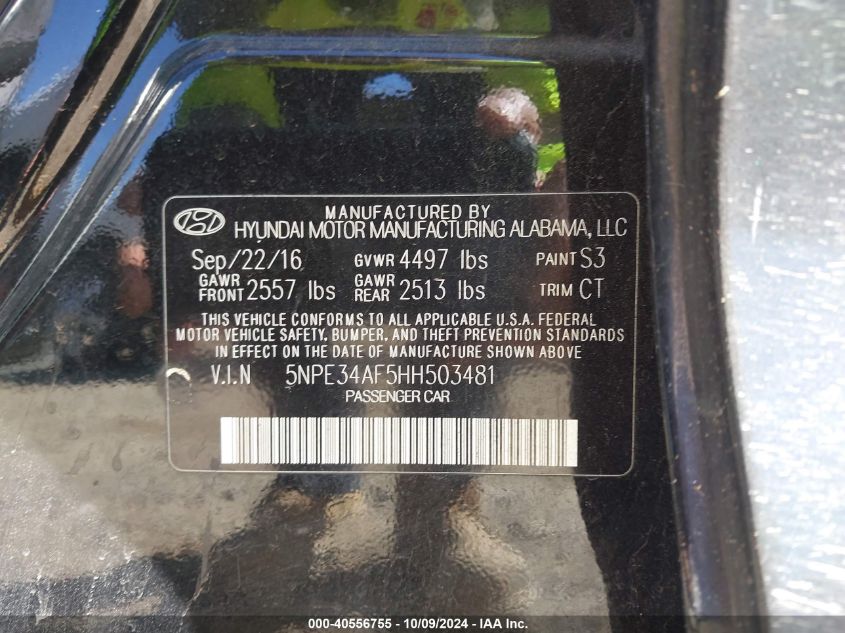 MANUFACTURED BY
HYUNDAI MOTOR MANUFACTURING ALABAMA, LLC
Sep/22/16 GVWR 4497 lbs PAINT S3
GAWR FRONT 2557 lbs GAWR REAR 2513 lbs TRIM CT
THIS VEHICLE CONFORMS TO ALL APPLICABLE U.S.A. FEDERAL
MOTOR VEHICLE SAFETY, BUMPER, AND THEFT PREVENTION STANDARDS
IN EFFECT ON THE DATE OF MANUFACTURE SHOWN ABOVE
V.I.N 5NPE34AF5HH503481
PASSENGER CAR
000-40556755 - 10/09/2024 - IAA Inc.